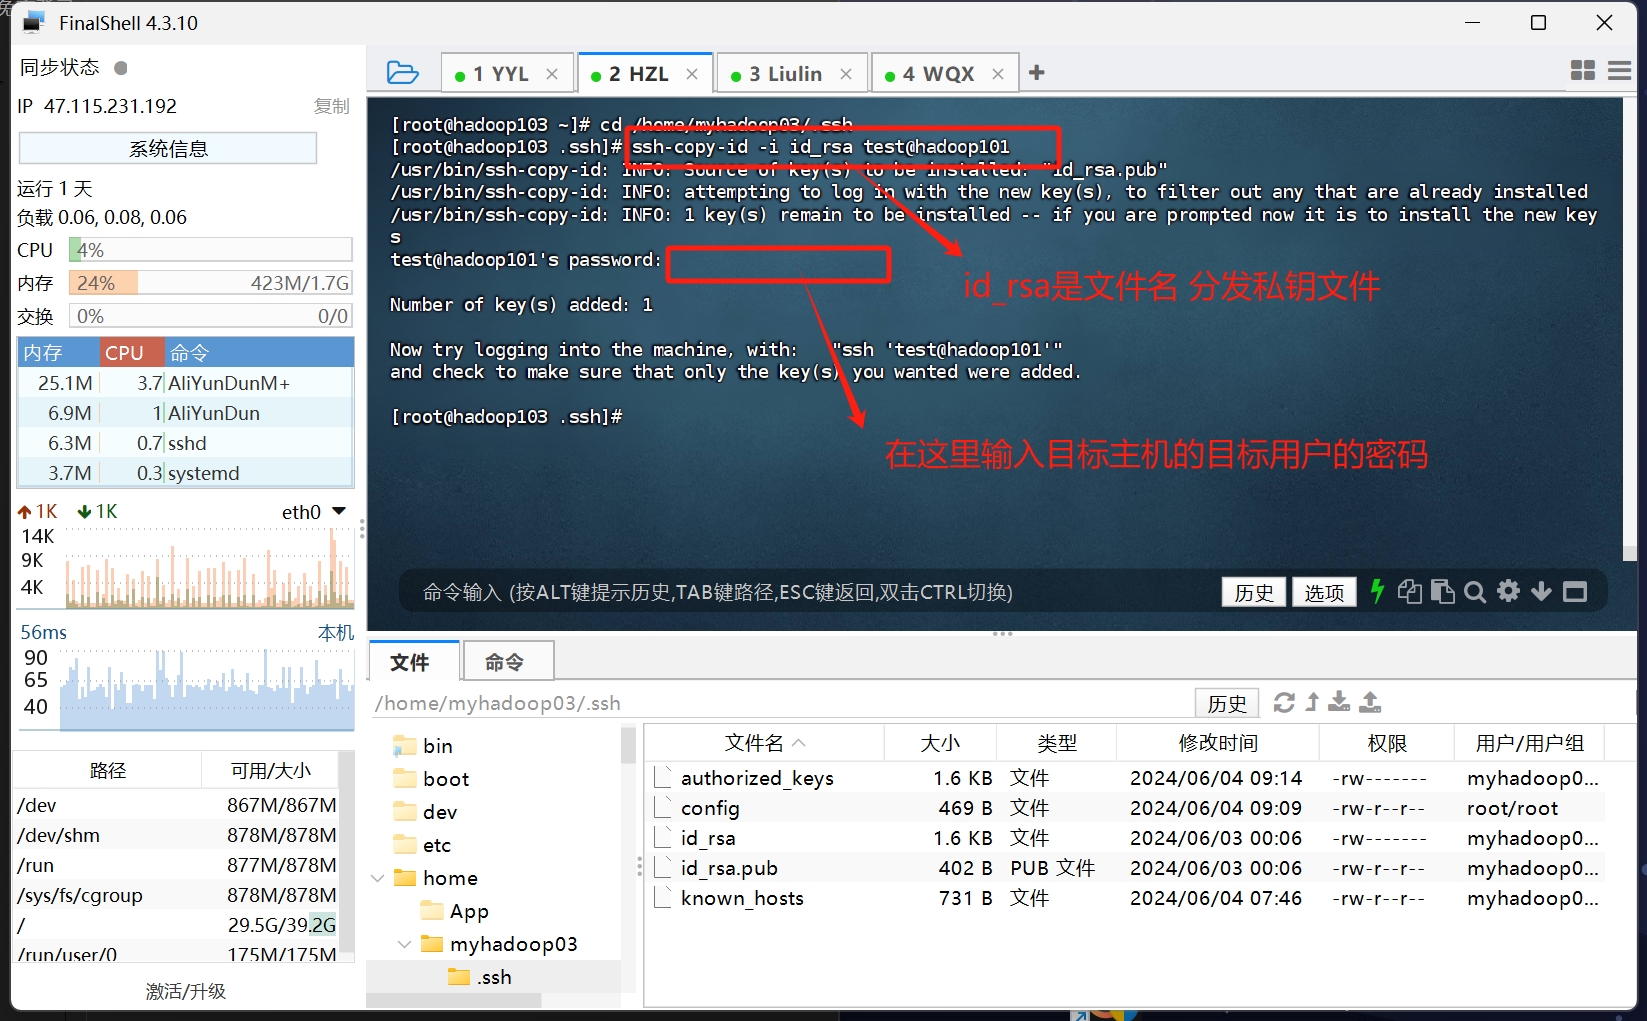 FinalShell 4.3.10
同步状态
IP 47.115.231.192
复制
系统信息
运行 1 天
负载 0.06, 0.08, 0.06
CPU 4%
内存 24% 423M/1.7G
交换 0% 0/0
内存 CPU 命令
25.1M 3.7 AliYunDunM+
6.9M 1 AliYunDun
6.3M 0.7 sshd
3.7M 0.3 systemd
1K 1K eth0
14K
9K
4K
56ms 本机
90
65
40
路径 可用/大小
/dev 867M/867M
/dev/shm 878M/878M
/run 877M/878M
/sys/fs/cgroup 878M/878M
/ 29.5G/39.2G
/run/user/0 175M/175M
激活/升级
1 YYL
2 HZL
3 Liulin
4 WQX
[root@hadoop103 ~]# cd /home/myhadoop03/.ssh
[root@hadoop103 .ssh]# ssh-copy-id -i id_rsa test@hadoop101
/usr/bin/ssh-copy-id: INFO: Source of key(s) to be installed: "id_rsa.pub"
/usr/bin/ssh-copy-id: INFO: attempting to log in with the new key(s), to filter out any that are already installed
/usr/bin/ssh-copy-id: INFO: 1 key(s) remain to be installed -- if you are prompted now it is to install the new key
s
test@hadoop101's password:
id_rsa是文件名 分发私钥文件
Number of key(s) added: 1
Now try logging into the machine, with: "ssh 'test@hadoop101'"
and check to make sure that only the key(s) you wanted were added.
[root@hadoop103 .ssh]#
在这里输入目标主机的目标用户的密码
命令输入 (按ALT键提示历史,TAB键路径,ESC键返回,双击CTRL切换)
历史
选项
文件
命令
/home/myhadoop03/.ssh
历史
bin
boot
dev
etc
home
App
myhadoop03
.ssh
文件名 大小 类型 修改时间 权限 用户/用户组
authorized_keys 1.6 KB 文件 2024/06/04 09:14 -rw------- myhadoop0...
config 469 B 文件 2024/06/04 09:09 -rw-r--r-- root/root
id_rsa 1.6 KB 文件 2024/06/03 00:06 -rw------- myhadoop0...
id_rsa.pub 402 B PUB 文件 2024/06/03 00:06 -rw-r--r-- myhadoop0...
known_hosts 731 B 文件 2024/06/04 07:46 -rw-r--r-- myhadoop0...